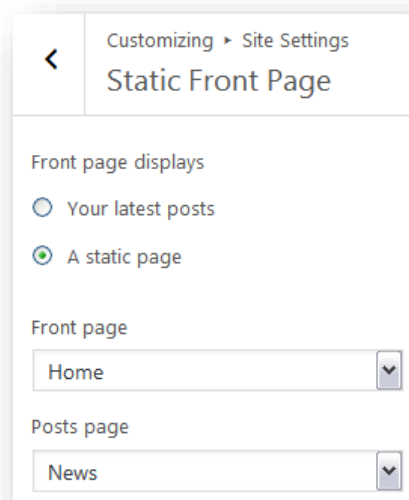 Customizing ▸ Site Settings
Static Front Page
Front page displays
Your latest posts
A static page
Front page
Home
Posts page
News